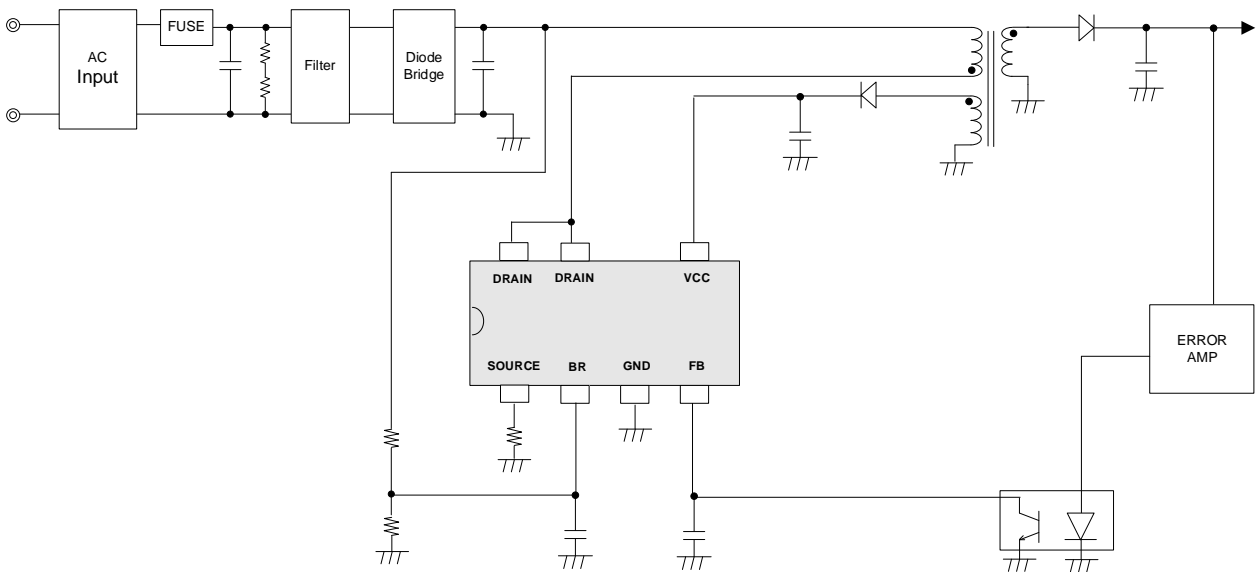 FUSE
AC
Input
Filter
Diode
Bridge
DRAIN
DRAIN
VCC
SOURCE
BR
GND
FB
ERROR
AMP